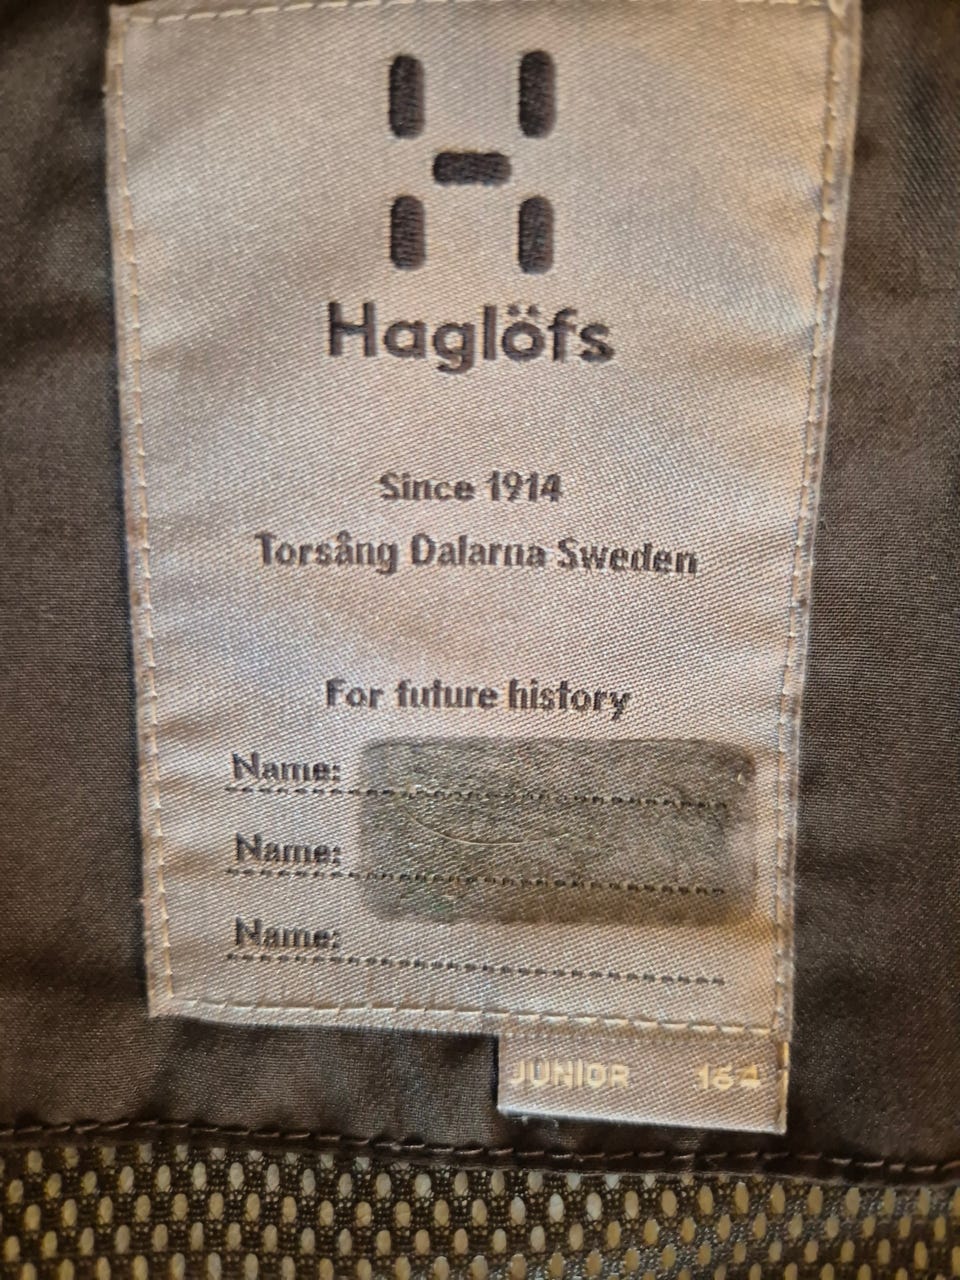 Haglöfs
Since 1914
Torsång Dalarna Sweden
For future history
Name:
Name:
Name:
JUNIOR 164